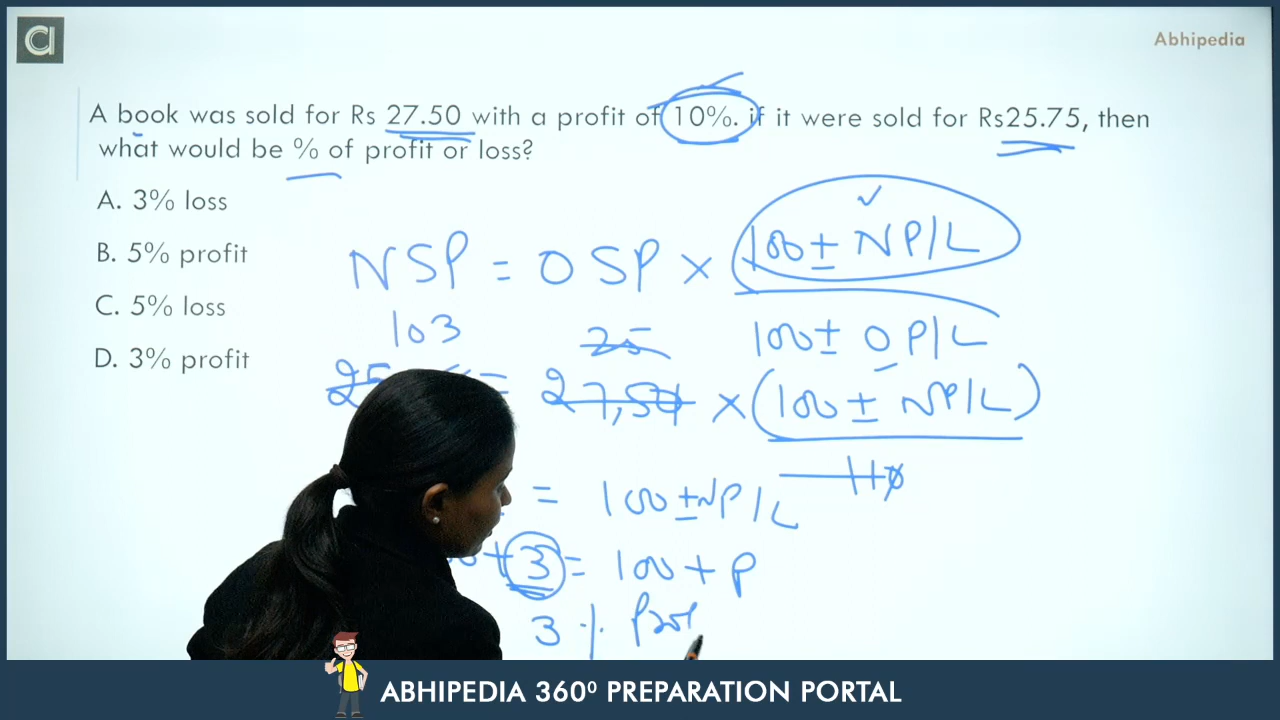 Abhipedia
A book was sold for Rs 27.50 with a profit of 10%. if it were sold for Rs25.75, then
what would be % of profit or loss?
A. 3% loss
B. 5% profit
C. 5% loss
D. 3% profit
NSP = OSP × 100 ± NP/L
100 ± OP/L
103
25
= 27.50 × (100 ± NP/L)
110
= 100 ± NP/L
+ 3 = 100 + P
3 %
ABHIPEDIA 360⁰ PREPARATION PORTAL